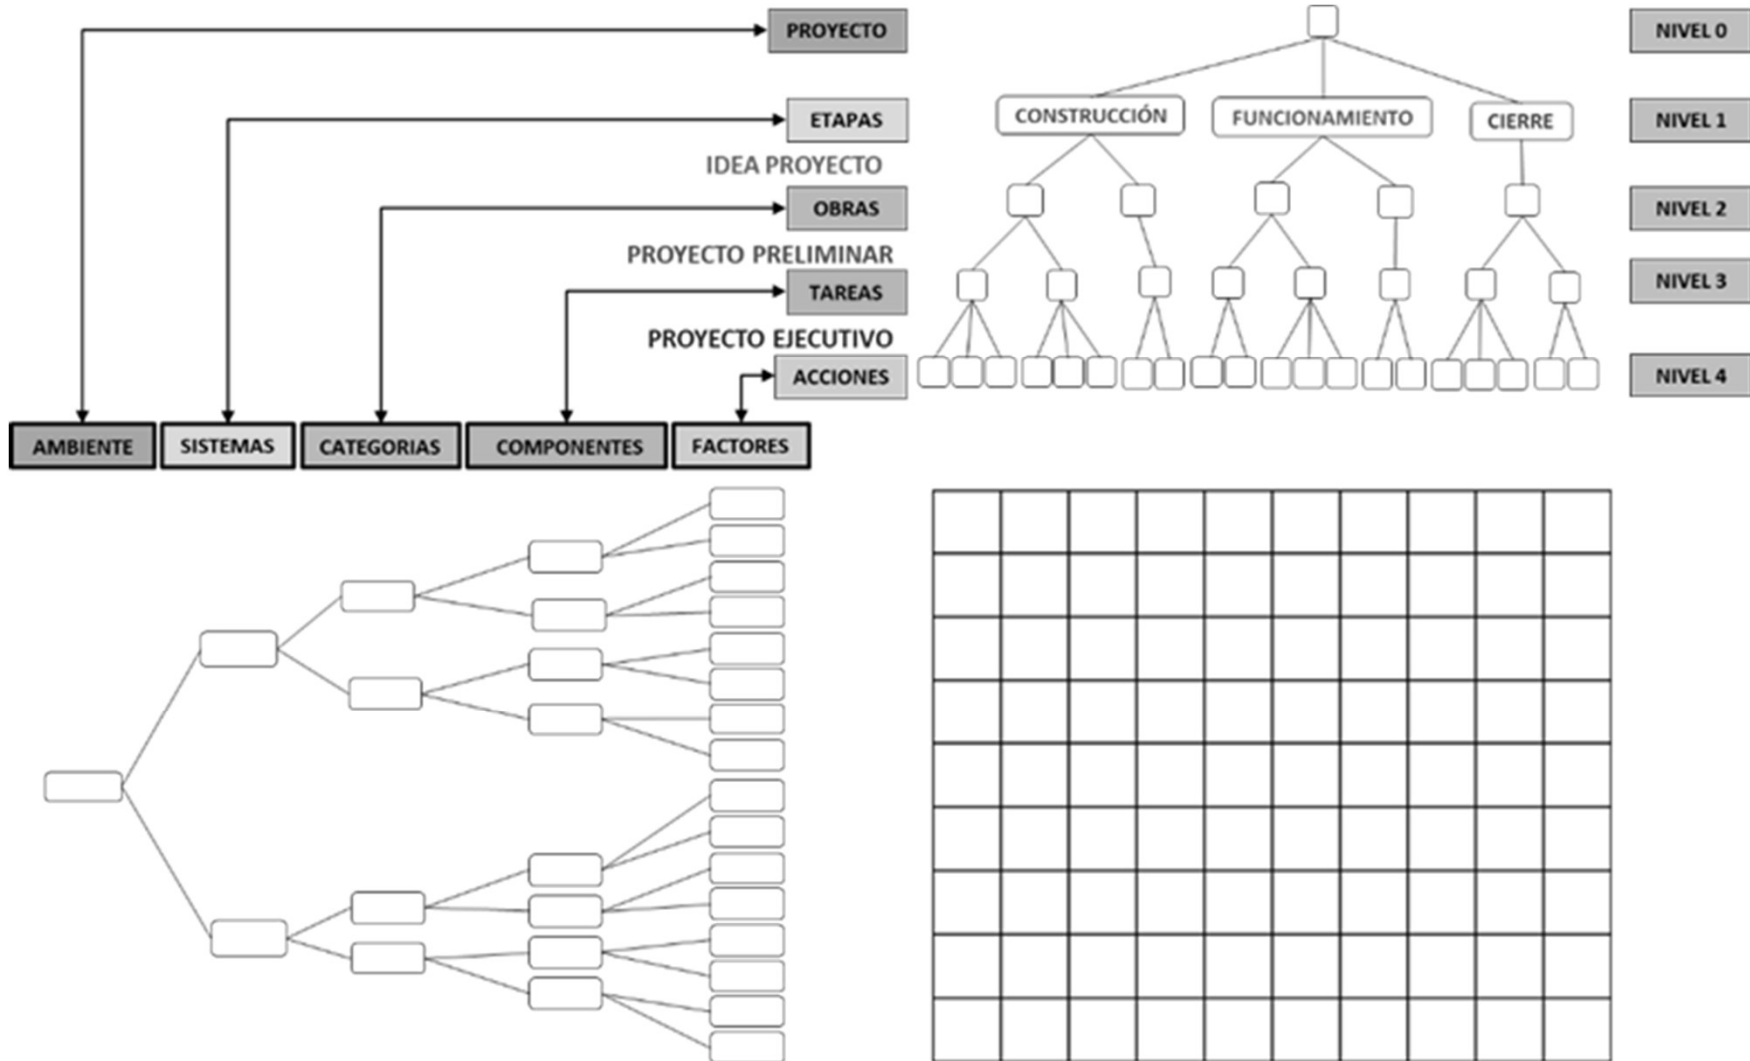 PROYECTO
NIVEL 0
ETAPAS
CONSTRUCCIÓN
FUNCIONAMIENTO
CIERRE
NIVEL 1
IDEA PROYECTO
OBRAS
NIVEL 2
PROYECTO PRELIMINAR
TAREAS
NIVEL 3
PROYECTO EJECUTIVO
ACCIONES
NIVEL 4
AMBIENTE
SISTEMAS
CATEGORIAS
COMPONENTES
FACTORES